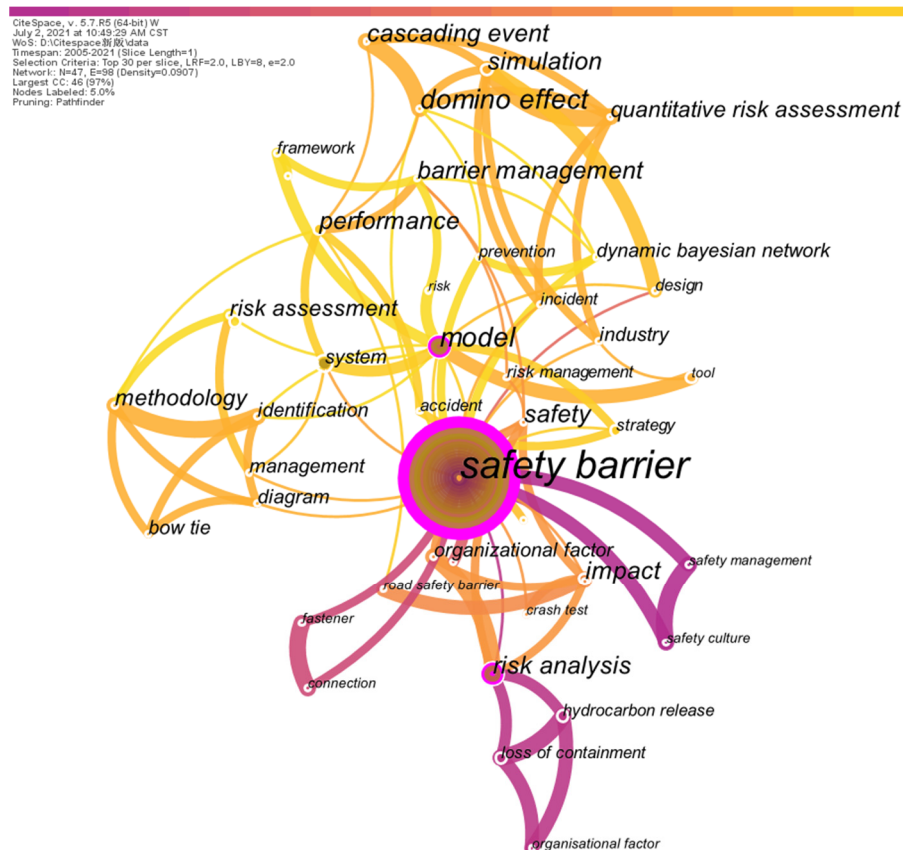 CiteSpace, v. 5.7.R5 (64-bit) W
July 2, 2021 at 10:49:29 AM CST
WoS: D:\Citespace新版\data
Timespan: 2005-2021 (Slice Length=1)
Selection Criteria: Top 30 per slice, LRF=2.0, LBY=8, e=2.0
Network: N=47, E=98 (Density=0.0907)
Largest CC: 46 (97%)
Nodes Labeled: 5.0%
Pruning: Pathfinder
cascading event
simulation
domino effect
quantitative risk assessment
framework
barrier management
performance
prevention
dynamic bayesian network
risk
design
incident
risk assessment
model
industry
system
risk management
tool
methodology
identification
accident
safety
strategy
safety barrier
management
diagram
bow tie
organizational factor
impact
safety management
road safety barrier
crash test
fastener
safety culture
risk analysis
connection
hydrocarbon release
loss of containment
organisational factor